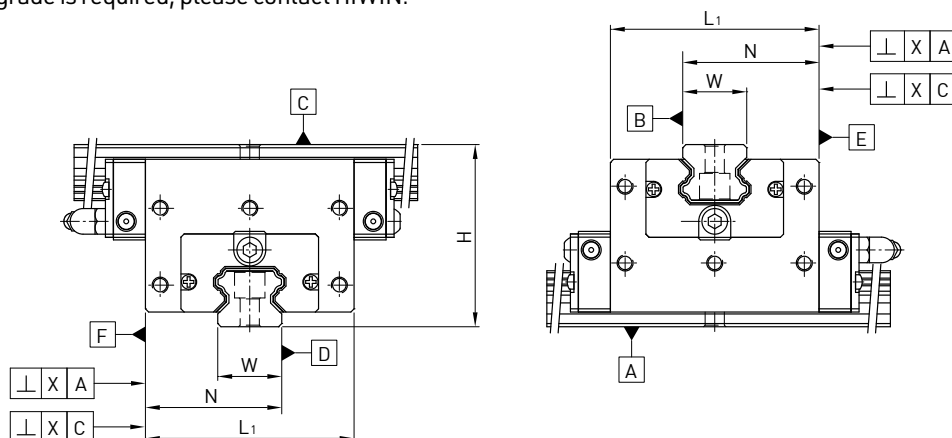 grade is required, please contact HIWIN.
L1
N
W
⊥ X A
⊥ X C
B
E
A
C
H
F
D
W
N
L1
⊥ X A
⊥ X C